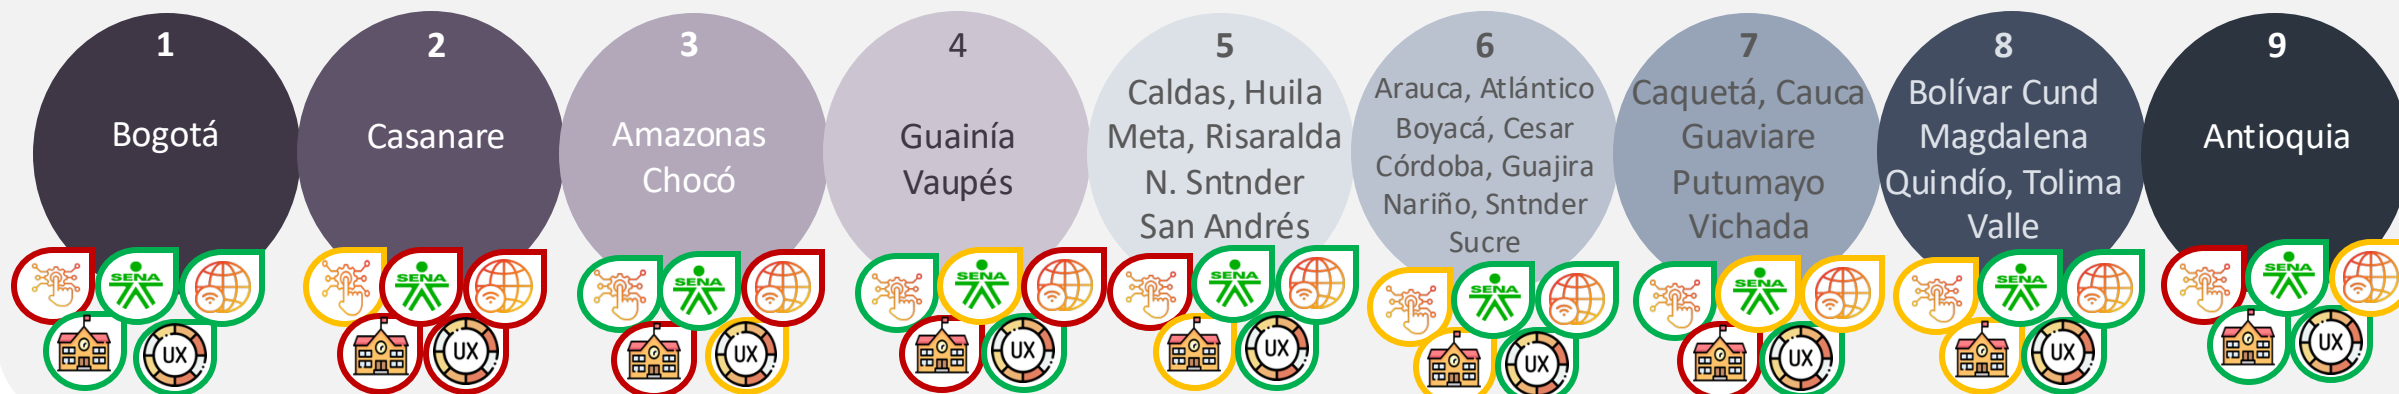 1
Bogotá
SENA
UX
2
Casanare
SENA
UX
3
Amazonas
Chocó
SENA
UX
4
Guainía
Vaupés
SENA
UX
5
Caldas, Huila
Meta, Risaralda
N. Sntnder
San Andrés
SENA
UX
6
Arauca, Atlántico
Boyacá, Cesar
Córdoba, Guajira
Nariño, Sntnder
Sucre
SENA
UX
7
Caquetá, Cauca
Guaviare
Putumayo
Vichada
SENA
UX
8
Bolívar Cund
Magdalena
Quindío, Tolima
Valle
SENA
UX
9
Antioquia
SENA
UX